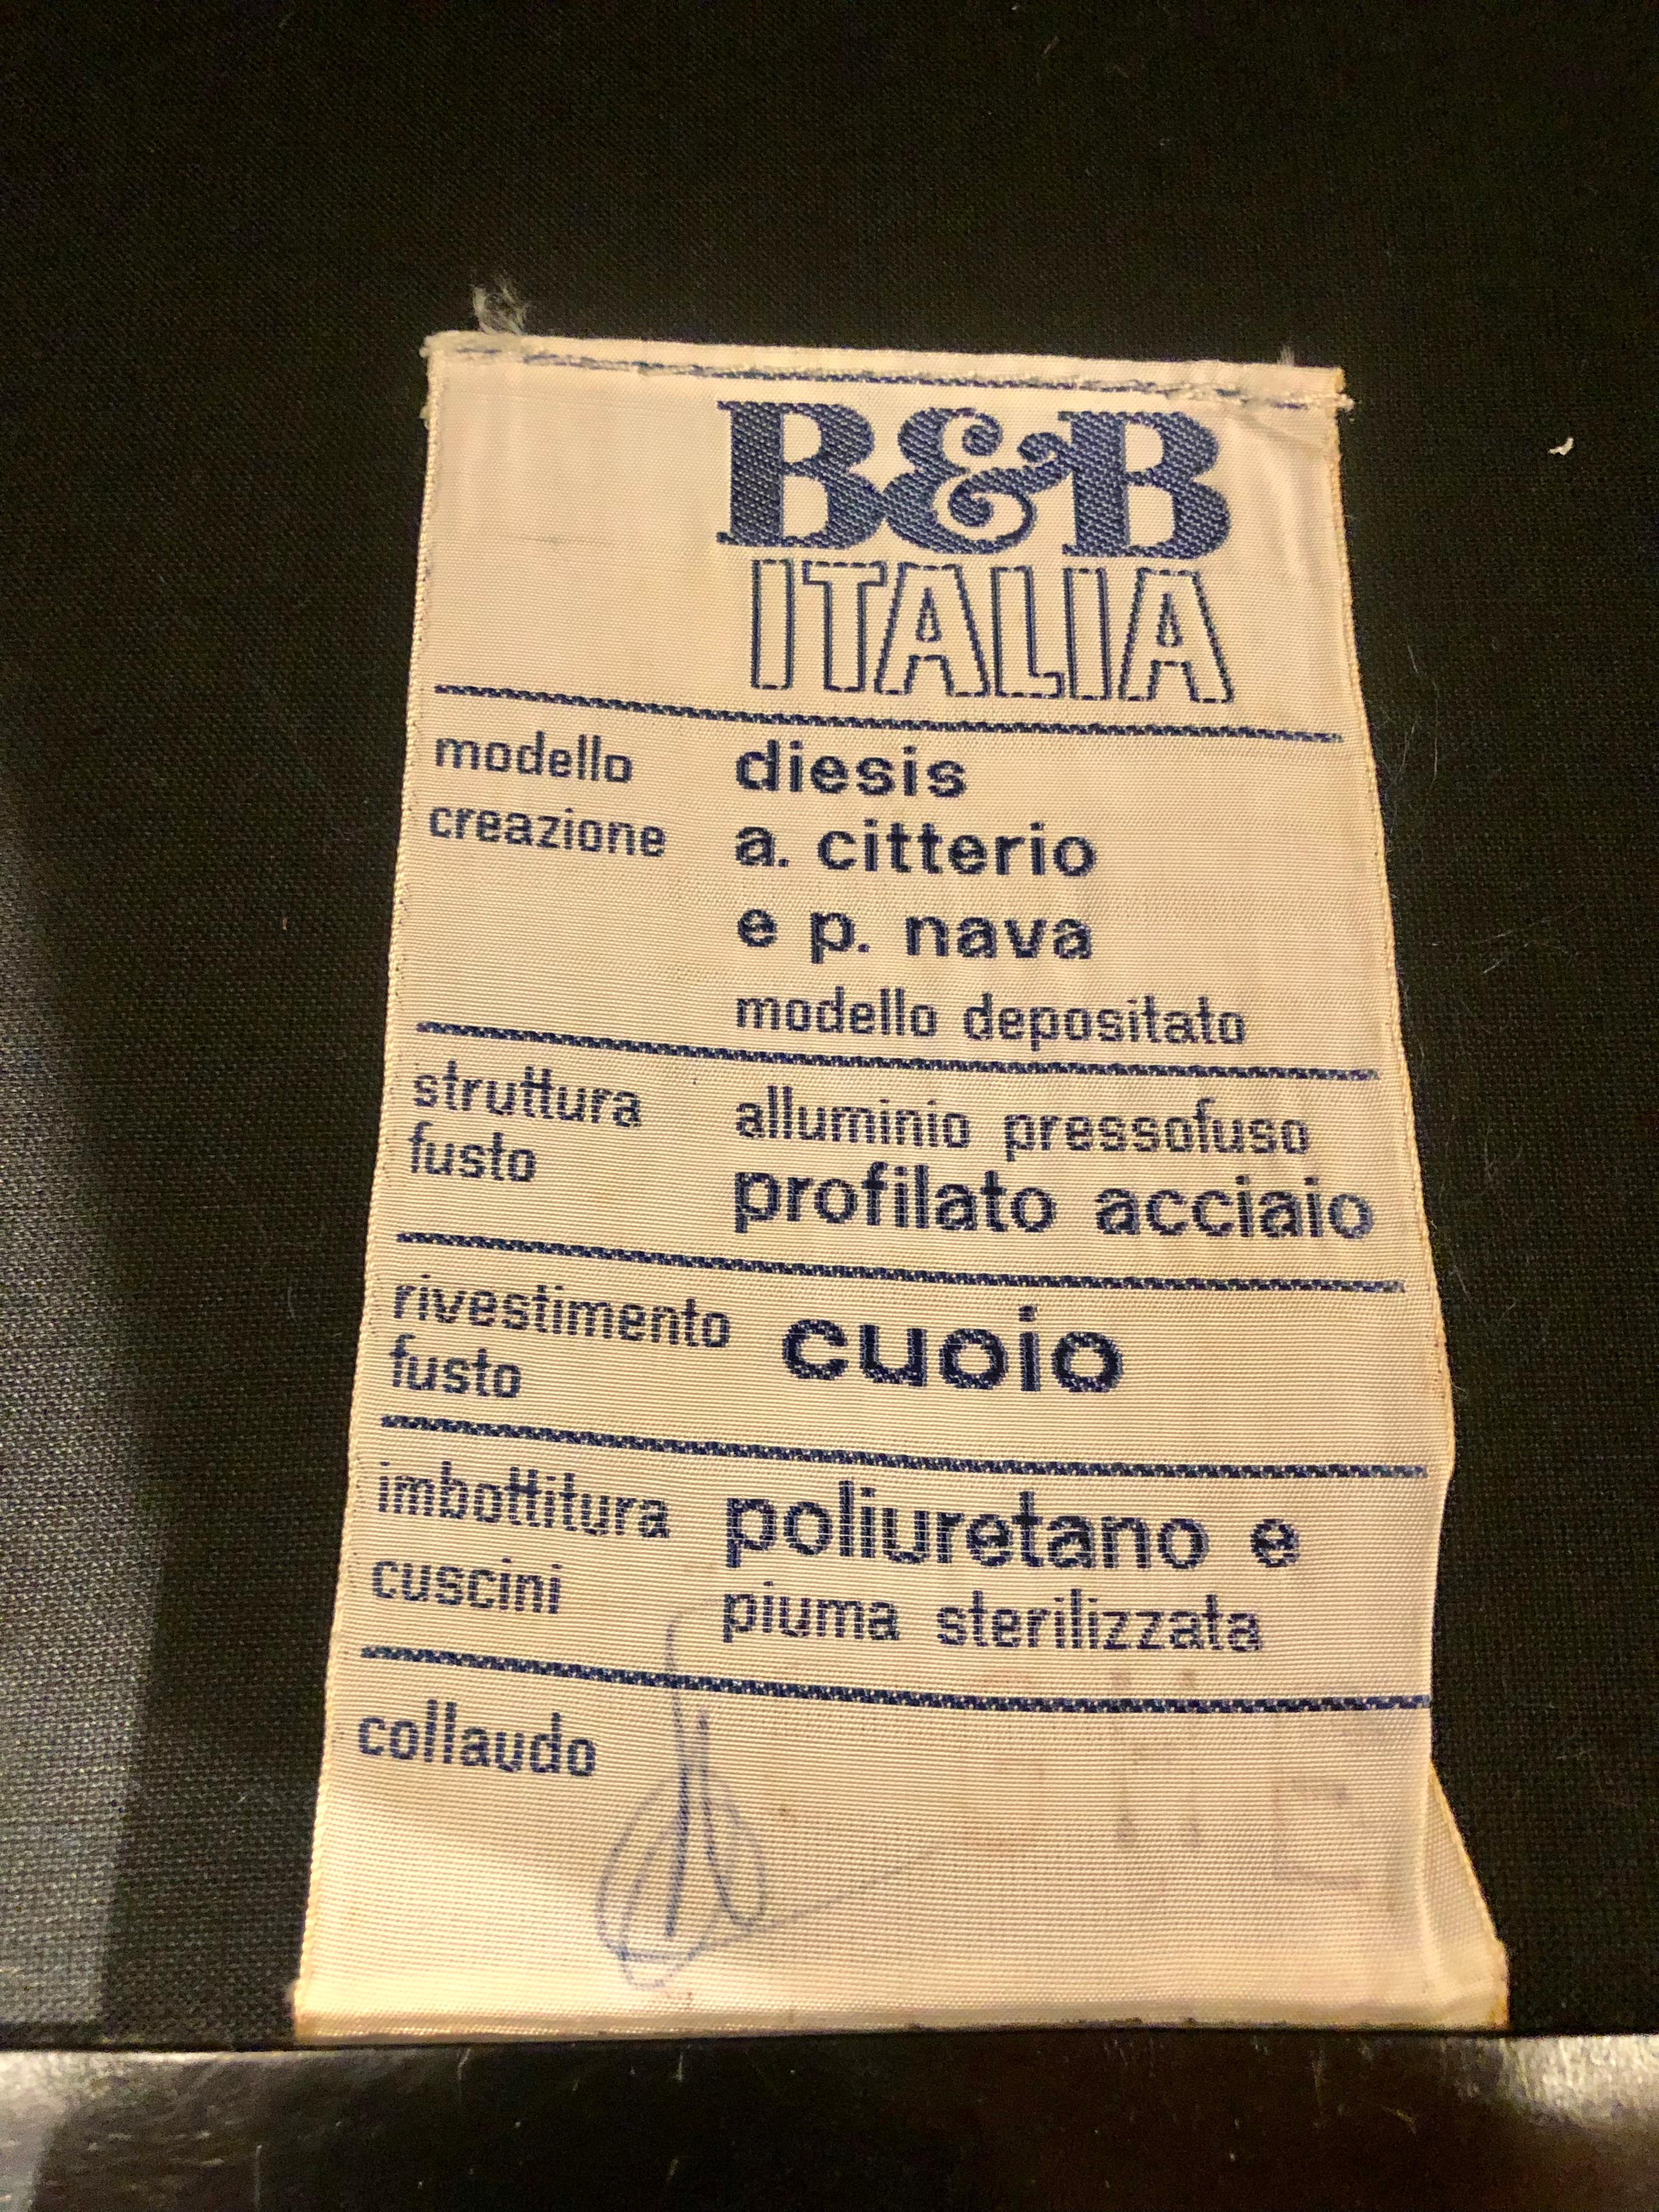 B&B
ITALIA
modello diesis
creazione a. citterio
e p. nava
modello depositato
struttura alluminio pressofuso
fusto profilato acciaio
rivestimento cuoio
fusto
imbottitura poliuretano e
cuscini piuma sterilizzata
collaudo